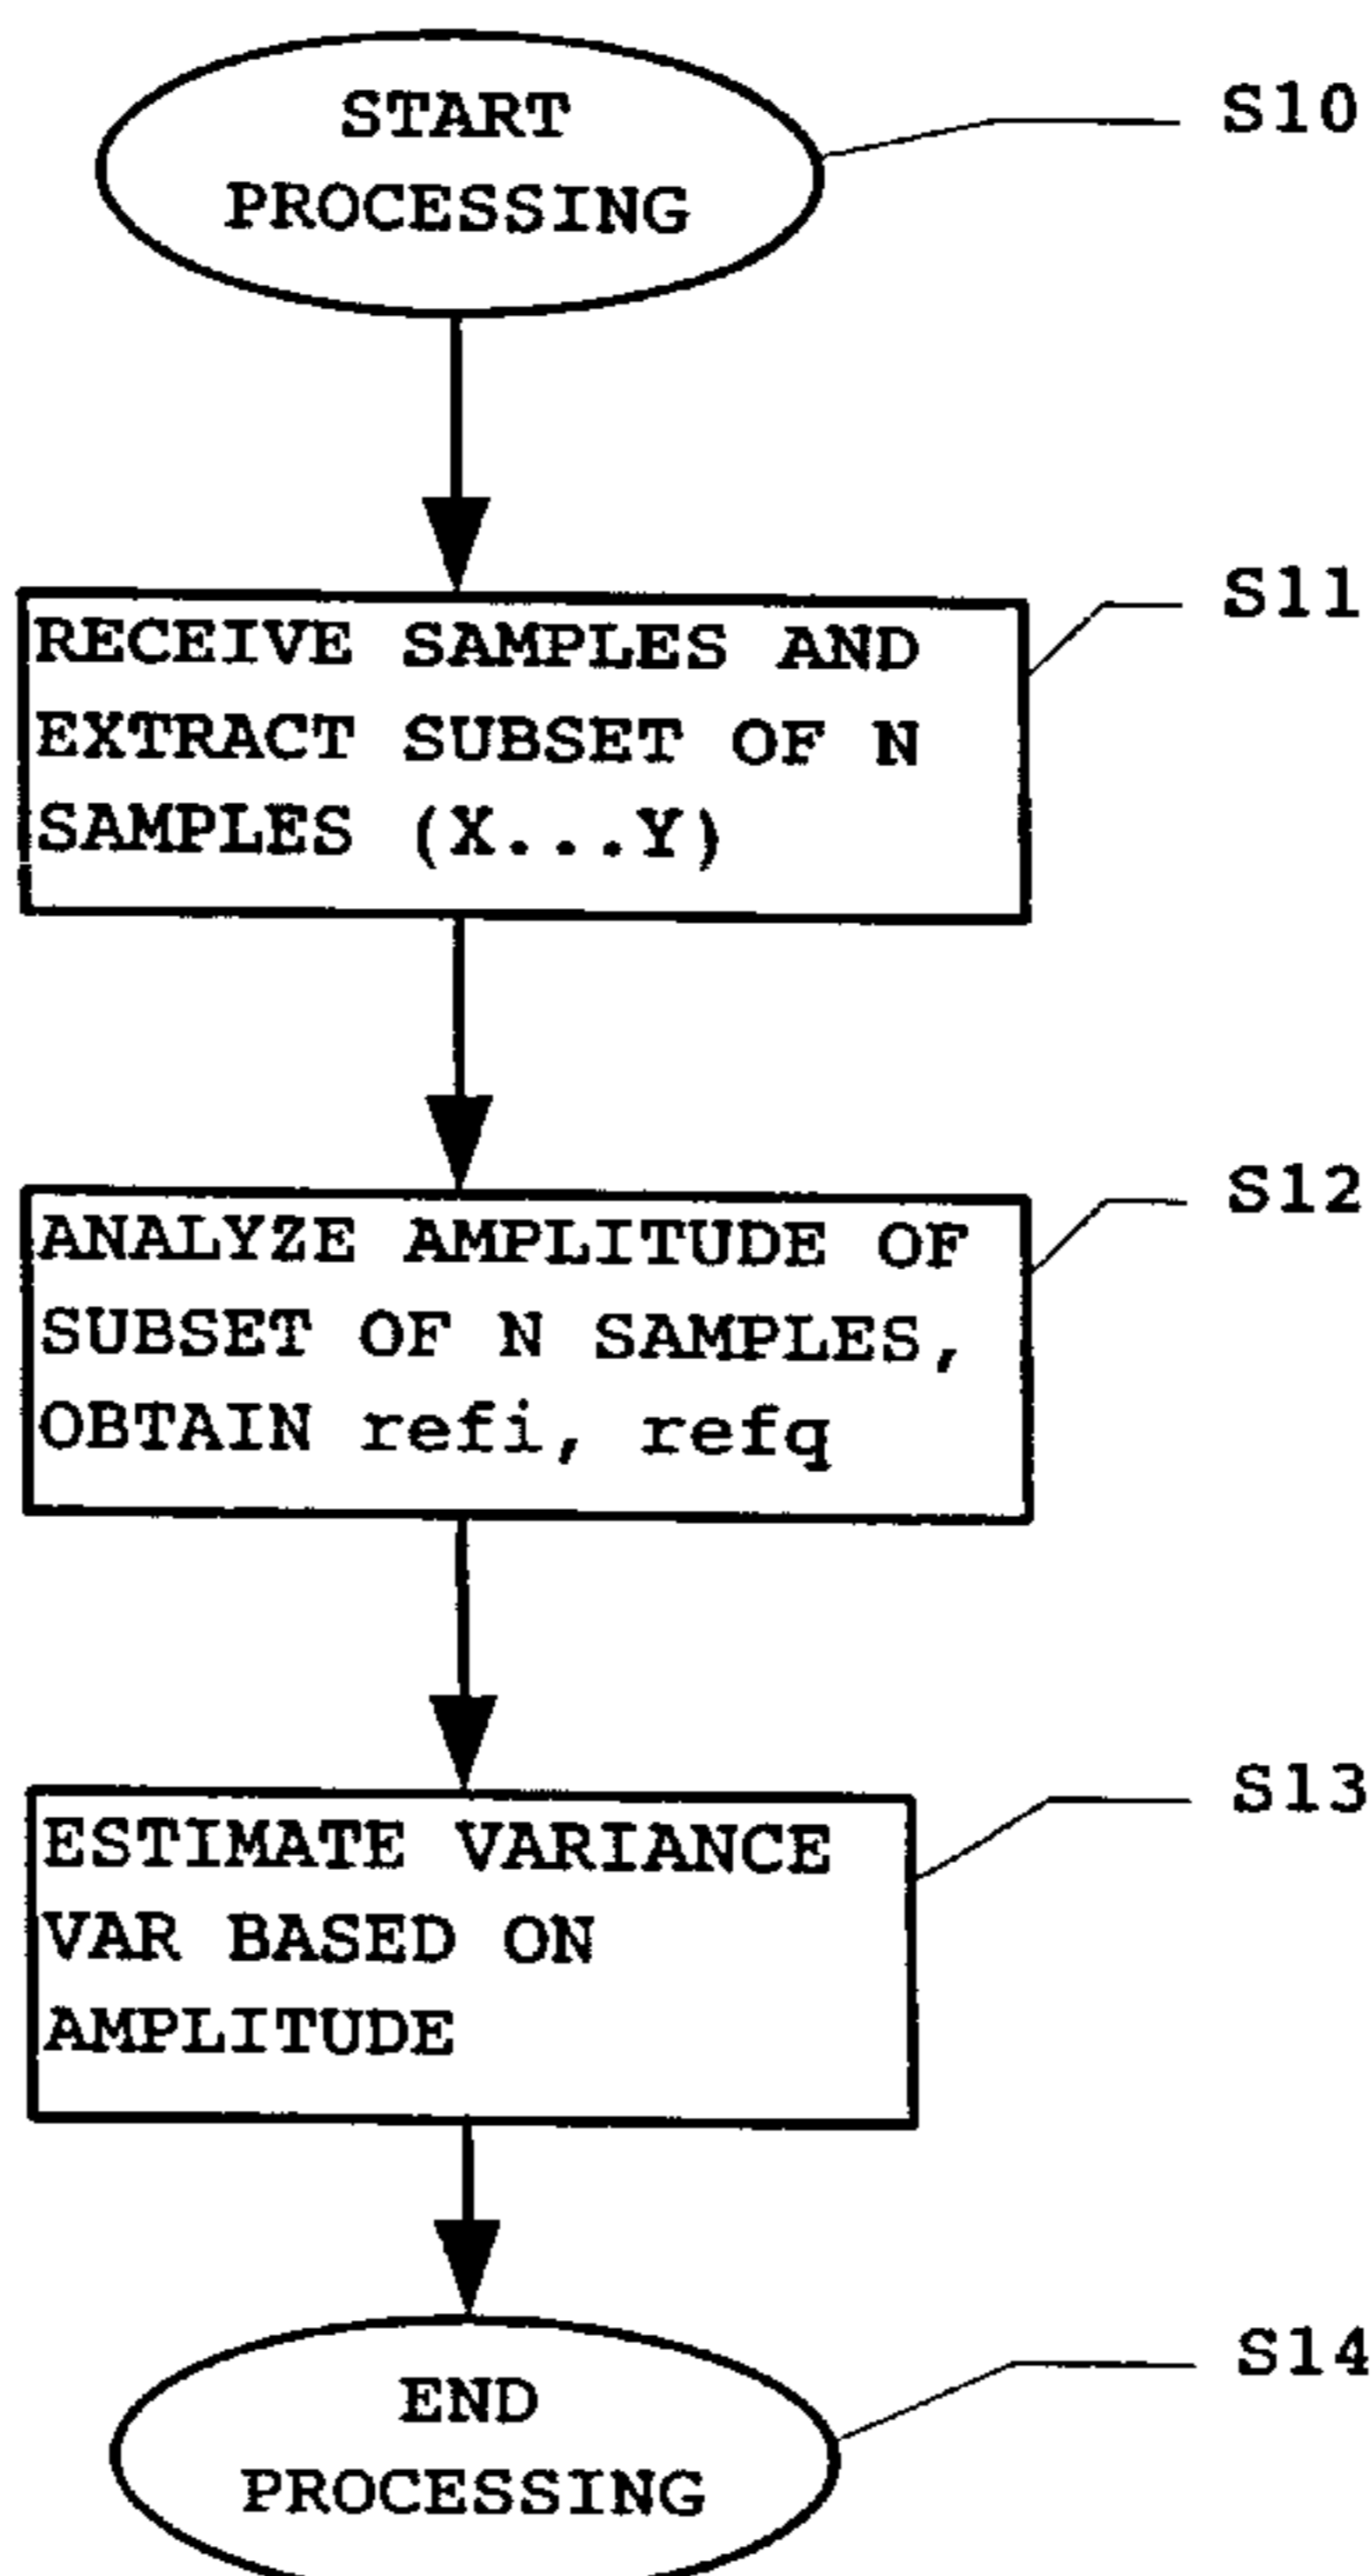 START
PROCESSING
S10
RECEIVE SAMPLES AND
EXTRACT SUBSET OF N
SAMPLES (X...Y)
S11
ANALYZE AMPLITUDE OF
SUBSET OF N SAMPLES,
OBTAIN refi, refq
S12
ESTIMATE VARIANCE
VAR BASED ON
AMPLITUDE
S13
END
PROCESSING
S14